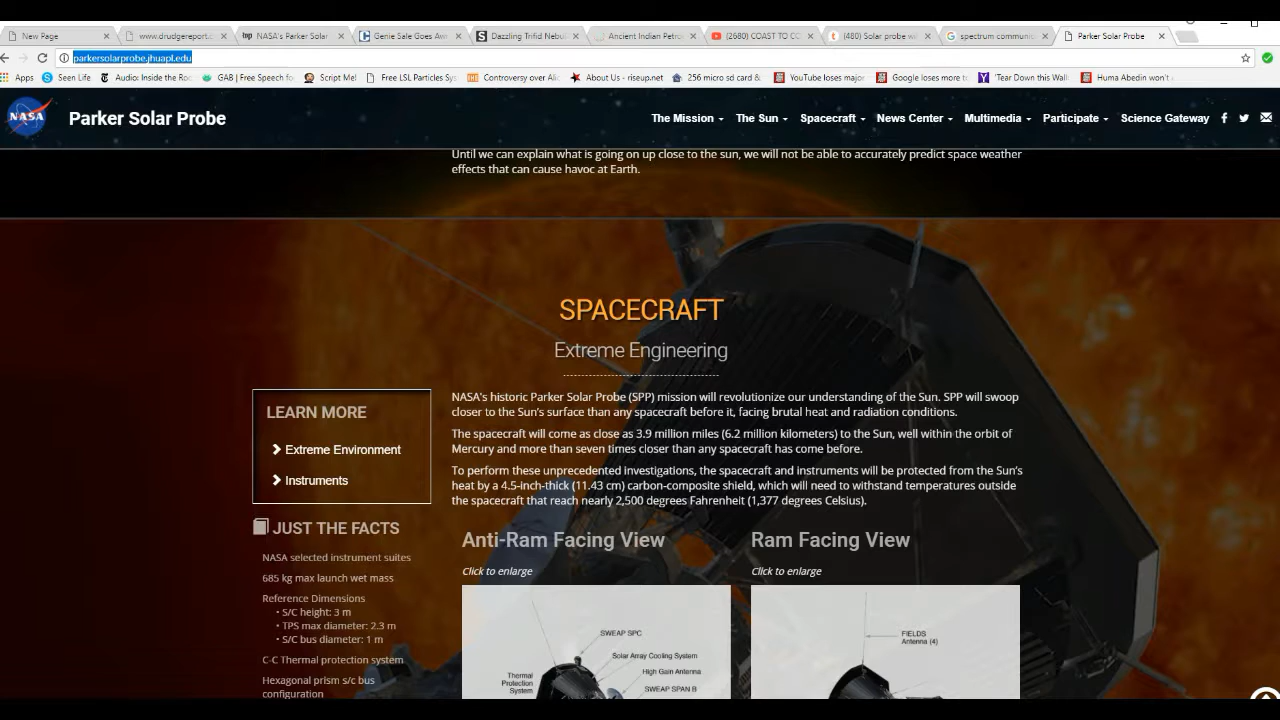 New Page
www.drudgereport.c
NASA's Parker Solar
Genie Sale Goes Aw
Dazzling Trifid Nebul
Ancient Indian Petro
(2680) COAST TO CO
(480) Solar probe wi
spectrum communic
Parker Solar Probe
parkersolarprobe.jhuapl.edu
Apps
Seen Life
Audio: Inside the Ro
GAB | Free Speech fo
Script Me!
Free LSL Particles Sy
Controversy over Ali
About Us - riseup.net
256 micro sd card &
YouTube loses major
Google loses more t
'Tear Down this Wall
Huma Abedin won't
NASA
Parker Solar Probe
The Mission
The Sun
Spacecraft
News Center
Multimedia
Participate
Science Gateway
Until we can explain what is going on up close to the sun, we will not be able to accurately predict space weather
effects that can cause havoc at Earth.
SPACECRAFT
Extreme Engineering
LEARN MORE
Extreme Environment
Instruments
JUST THE FACTS
NASA selected instrument suites
685 kg max launch wet mass
Reference Dimensions
• S/C height: 3 m
• TPS max diameter: 2.3 m
• S/C bus diameter: 1 m
C-C Thermal protection system
Hexagonal prism s/c bus
configuration
NASA's historic Parker Solar Probe (SPP) mission will revolutionize our understanding of the Sun. SPP will swoop
closer to the Sun's surface than any spacecraft before it, facing brutal heat and radiation conditions.
The spacecraft will come as close as 3.9 million miles (6.2 million kilometers) to the Sun, well within the orbit of
Mercury and more than seven times closer than any spacecraft has come before.
To perform these unprecedented investigations, the spacecraft and instruments will be protected from the Sun's
heat by a 4.5-inch-thick (11.43 cm) carbon-composite shield, which will need to withstand temperatures outside
the spacecraft that reach nearly 2,500 degrees Fahrenheit (1,377 degrees Celsius).
Anti-Ram Facing View
Click to enlarge
SWEAP SPC
Solar Array Cooling System
High Gain Antenna
SWEAP SPAN B
Thermal
Protection
System
Ram Facing View
Click to enlarge
FIELDS
Antenna (4)